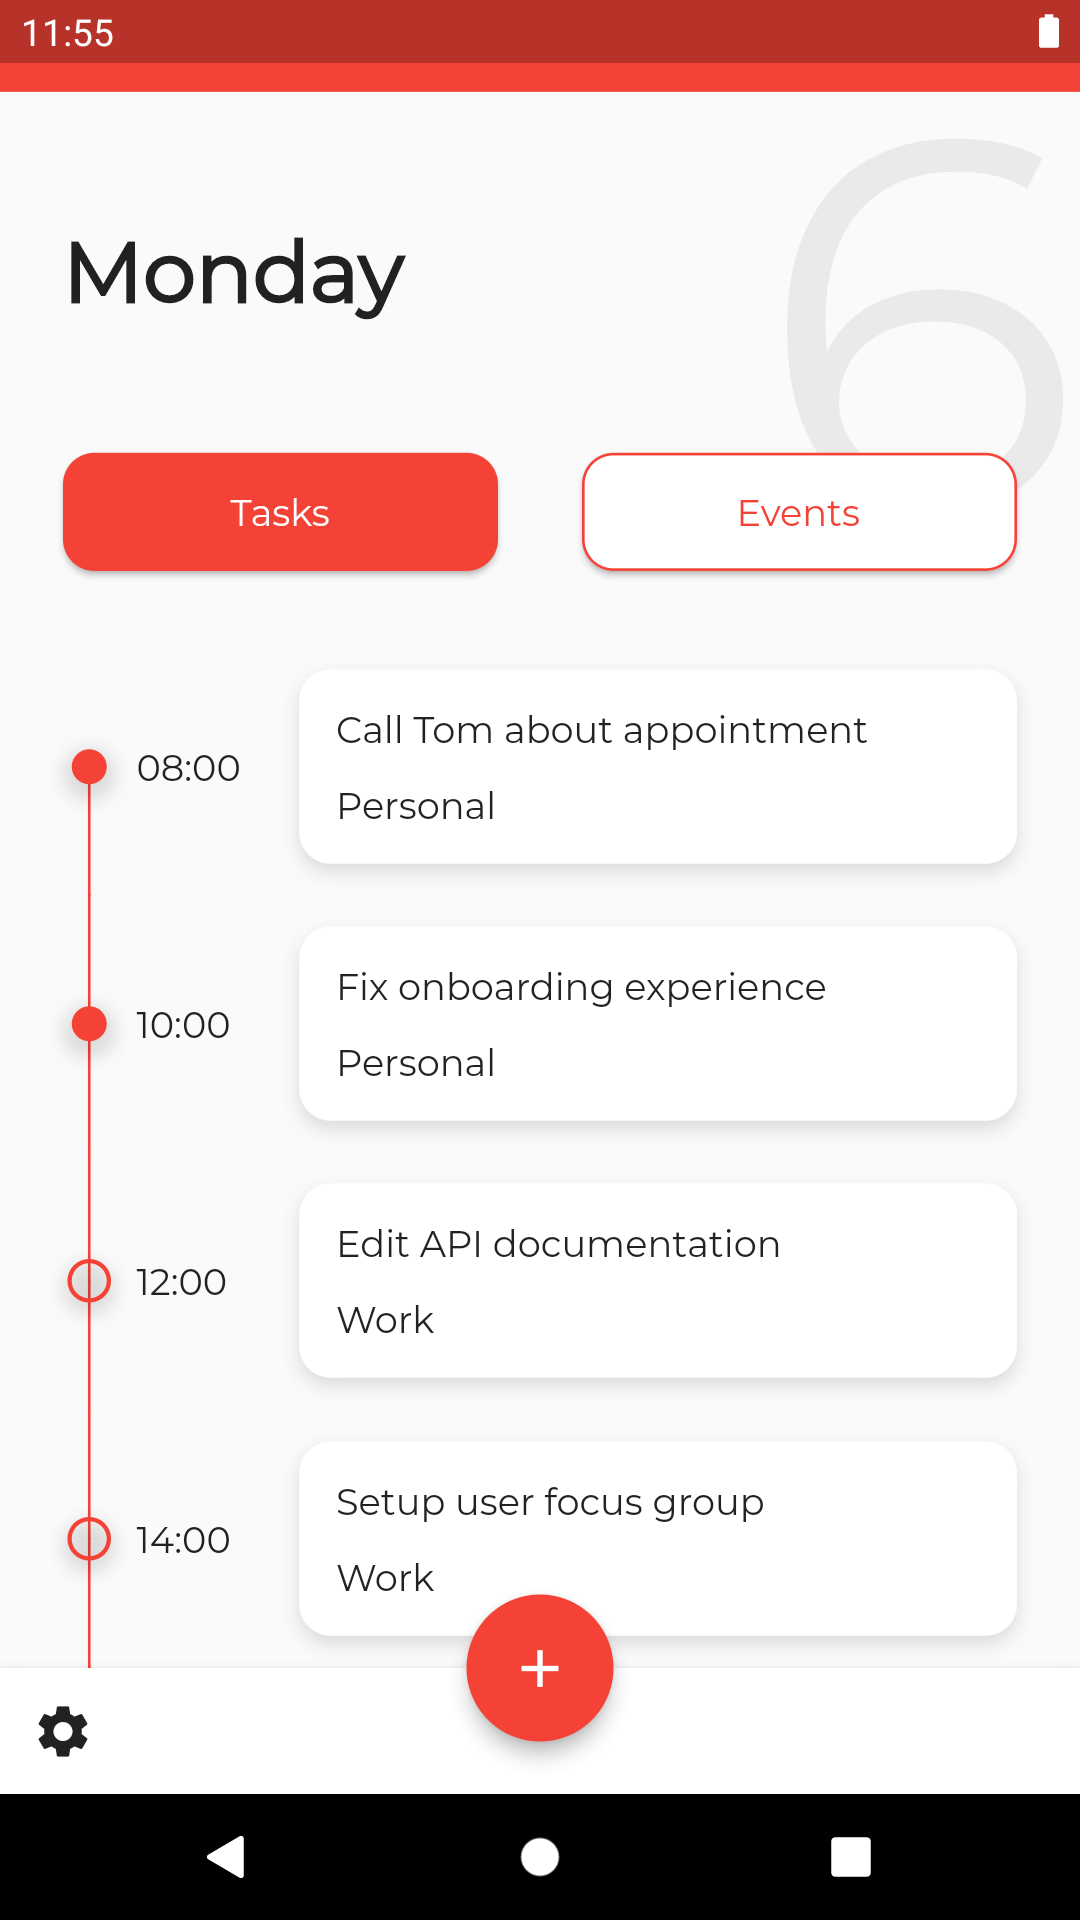 11:55
6
Monday
Tasks
Events
Call Tom about appointment
08:00
Personal
Fix onboarding experience
10:00
Personal
Edit API documentation
12:00
Work
Setup user focus group
14:00
Work
+